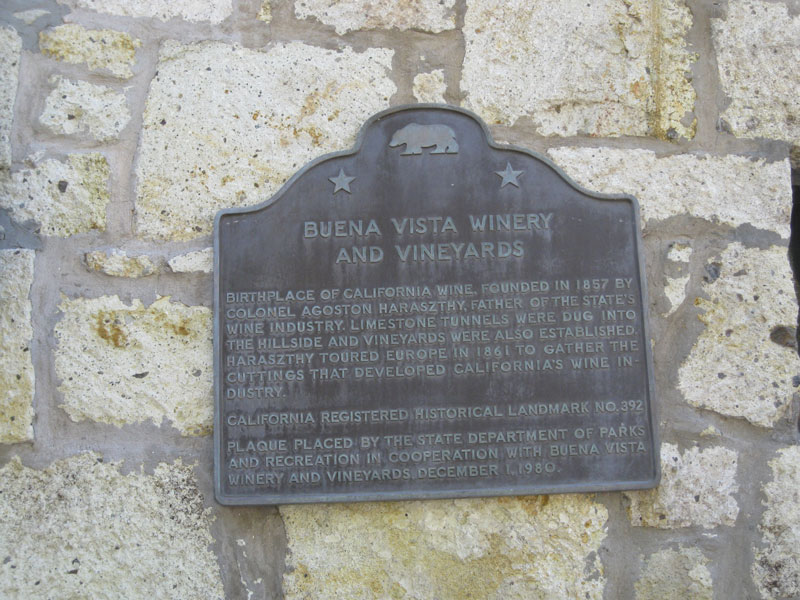 BUENA VISTA WINERY
AND VINEYARDS
BIRTHPLACE OF CALIFORNIA WINE. FOUNDED IN 1857 BY
COLONEL AGOSTON HARASZTHY, FATHER OF THE STATE'S
WINE INDUSTRY. LIMESTONE TUNNELS WERE DUG INTO
THE HILLSIDE AND VINEYARDS WERE ALSO ESTABLISHED.
HARASZTHY TOURED EUROPE IN 1861 TO GATHER THE
CUTTINGS THAT DEVELOPED CALIFORNIA'S WINE IN-
DUSTRY.
CALIFORNIA REGISTERED HISTORICAL LANDMARK NO. 392
PLAQUE PLACED BY THE STATE DEPARTMENT OF PARKS
AND RECREATION IN COOPERATION WITH BUENA VISTA
WINERY AND VINEYARDS, DECEMBER 1, 1980.